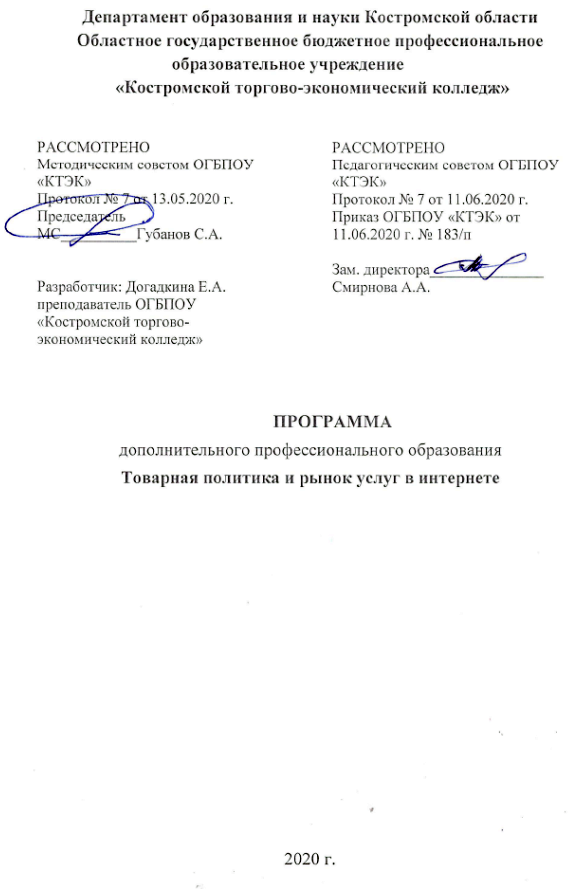 Департамент образования и науки Костромской области
Областное государственное бюджетное профессиональное
образовательное учреждение
«Костромской торгово-экономический колледж»
РАССМОТРЕНО
Методическим советом ОГБПОУ
«КТЭК»
Протокол № 7 от 13.05.2020 г.
Председатель
МС__________Губанов С.А.
Разработчик: Догадкина Е.А.
преподаватель ОГБПОУ
«Костромской торгово-
экономический колледж»
РАССМОТРЕНО
Педагогическим советом ОГБПОУ
«КТЭК»
Протокол № 7 от 11.06.2020 г.
Приказ ОГБПОУ «КТЭК» от
11.06.2020 г. № 183/п
Зам. директора_______________
Смирнова А.А.
ПРОГРАММА
дополнительного профессионального образования
Товарная политика и рынок услуг в интернете
2020 г.